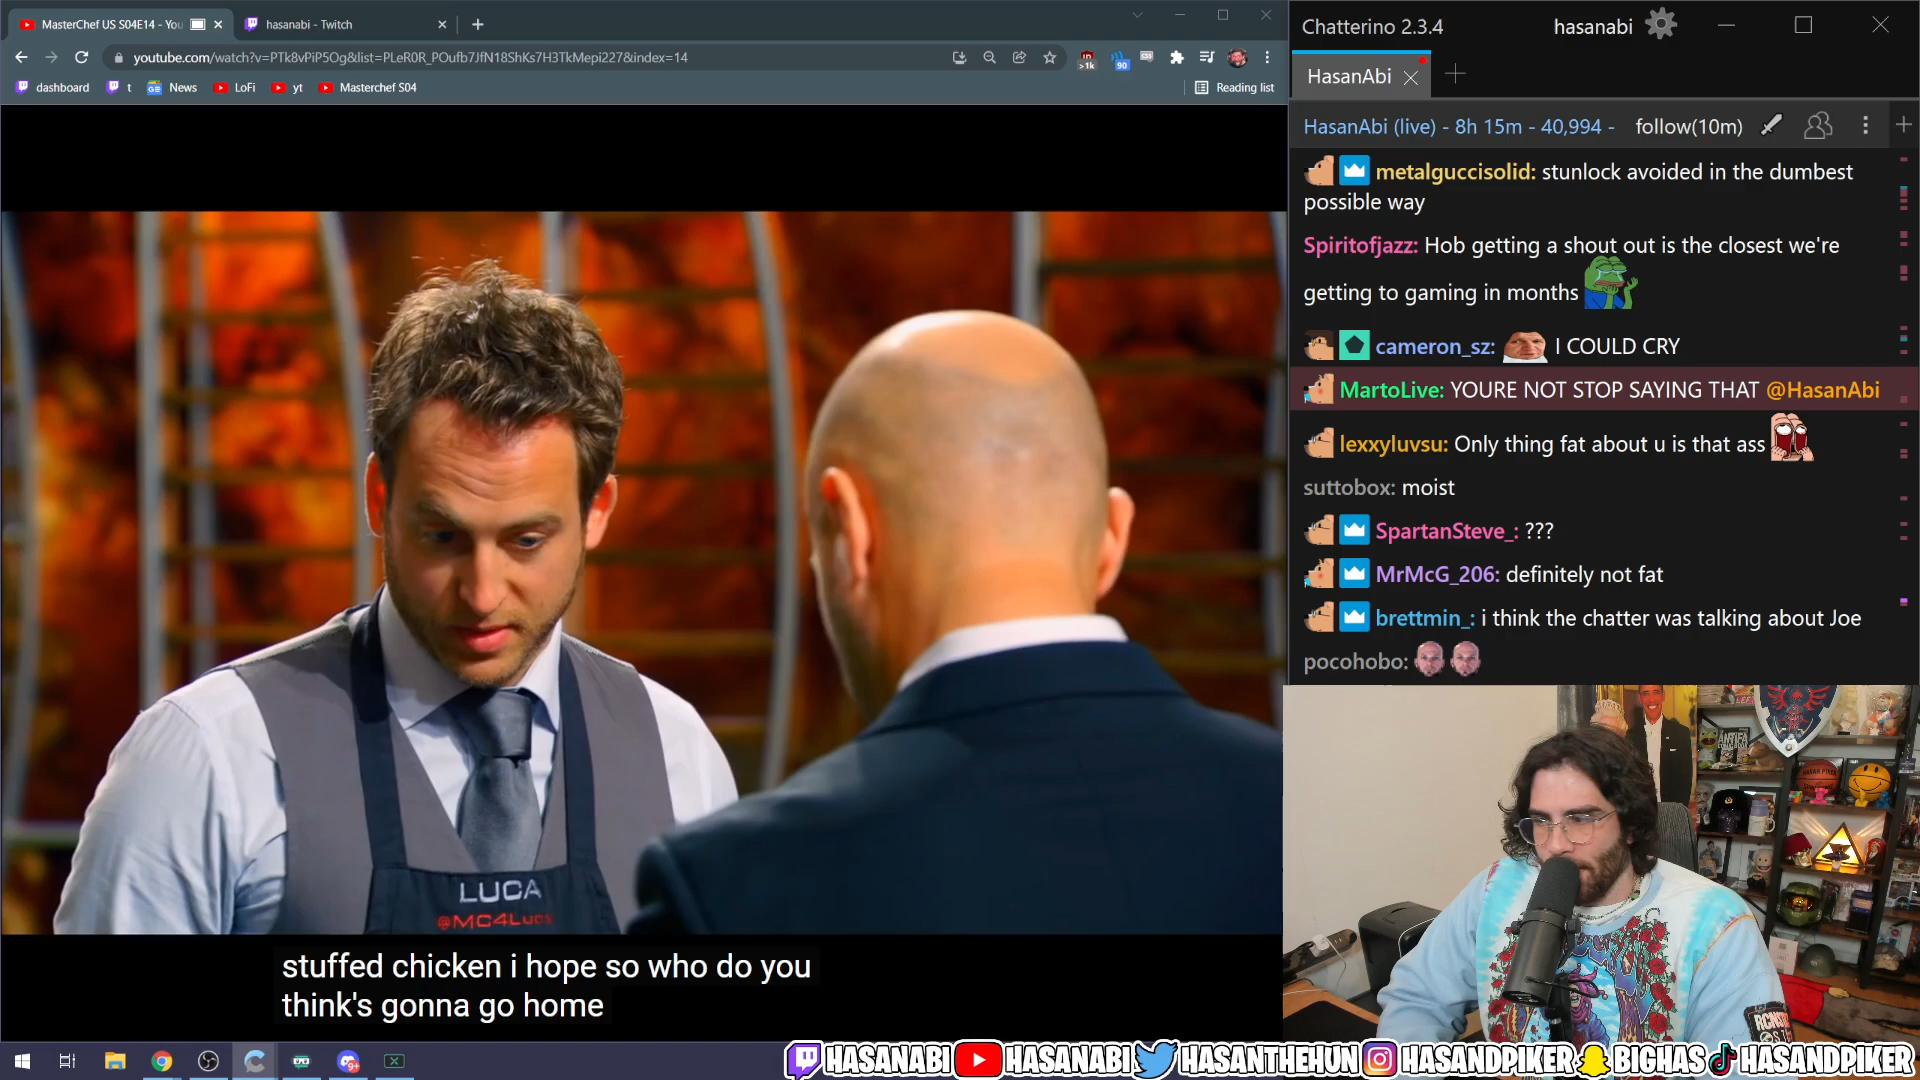 MasterChef US S04E14 - You
hasanabi - Twitch
youtube.com/watch?v=PTk8vPiP5Og&list=PLeR0R_POufb7JfN18ShKs7H3TkMepi227&index=14
>1k
90
dashboard
t
News
LoFi
yt
Masterchef S04
Reading list
LUCA
stuffed chicken i hope so who do you
think's gonna go home
Chatterino 2.3.4
hasanabi
HasanAbi
HasanAbi (live) - 8h 15m - 40,994 -
follow(10m)
metalguccisolid: stunlock avoided in the dumbest
possible way
Spiritofjazz: Hob getting a shout out is the closest we're
getting to gaming in months
cameron_sz: I COULD CRY
MartoLive: YOURE NOT STOP SAYING THAT @HasanAbi
lexxyluvsu: Only thing fat about u is that ass
suttobox: moist
SpartanSteve_: ???
MrMcG_206: definitely not fat
brettmin_: i think the chatter was talking about Joe
pocohobo:
ANTIFA
HASANABI
HASANABI
HASANTHEHUN
HASANDPIKER
BIGHAS
HASANDPIKER